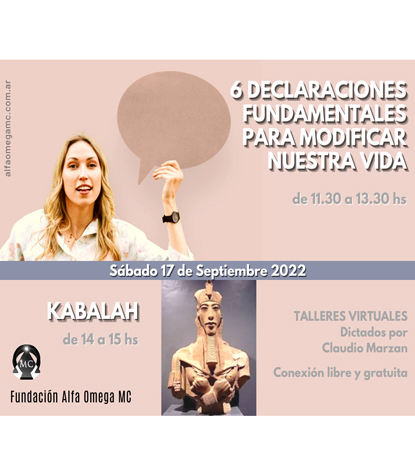 alfaomegamc.com.ar
6 DECLARACIONES
FUNDAMENTALES
PARA MODIFICAR
NUESTRA VIDA
de 11.30 a 13.30 hs
Sábado 17 de Septiembre 2022
KABALAH
de 14 a 15 hs
MC
Fundación Alfa Omega MC
TALLERES VIRTUALES
Dictados por
Claudio Marzan
Conexión libre y gratuita